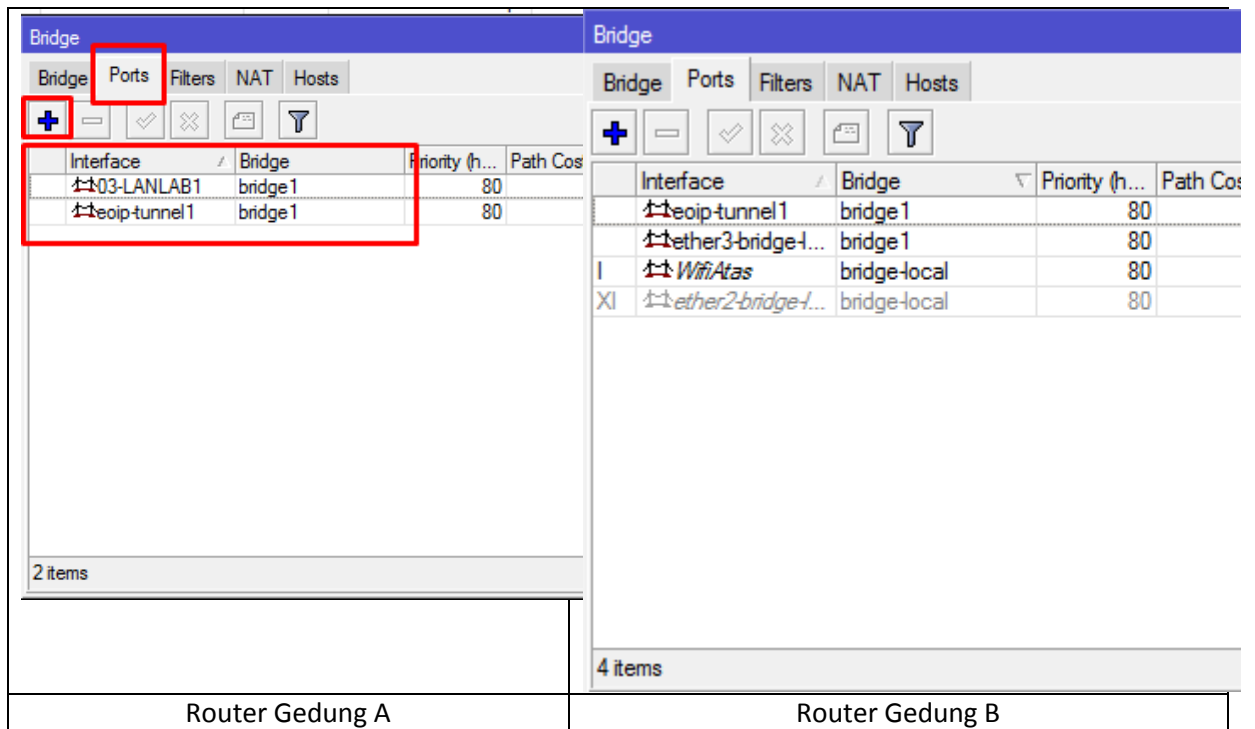 Bridge
Bridge Ports Filters NAT Hosts
Interface Bridge Priority (h... Path Cos
03-LANLAB1 bridge1 80
eoip-tunnel1 bridge1 80
2 items
Bridge
Bridge Ports Filters NAT Hosts
Interface Bridge Priority (h... Path Cos
eoip-tunnel1 bridge1 80
ether3-bridge-l... bridge1 80
I WifiAtas bridge-local 80
XI ether2-bridge-l... bridge-local 80
4 items
Router Gedung A
Router Gedung B